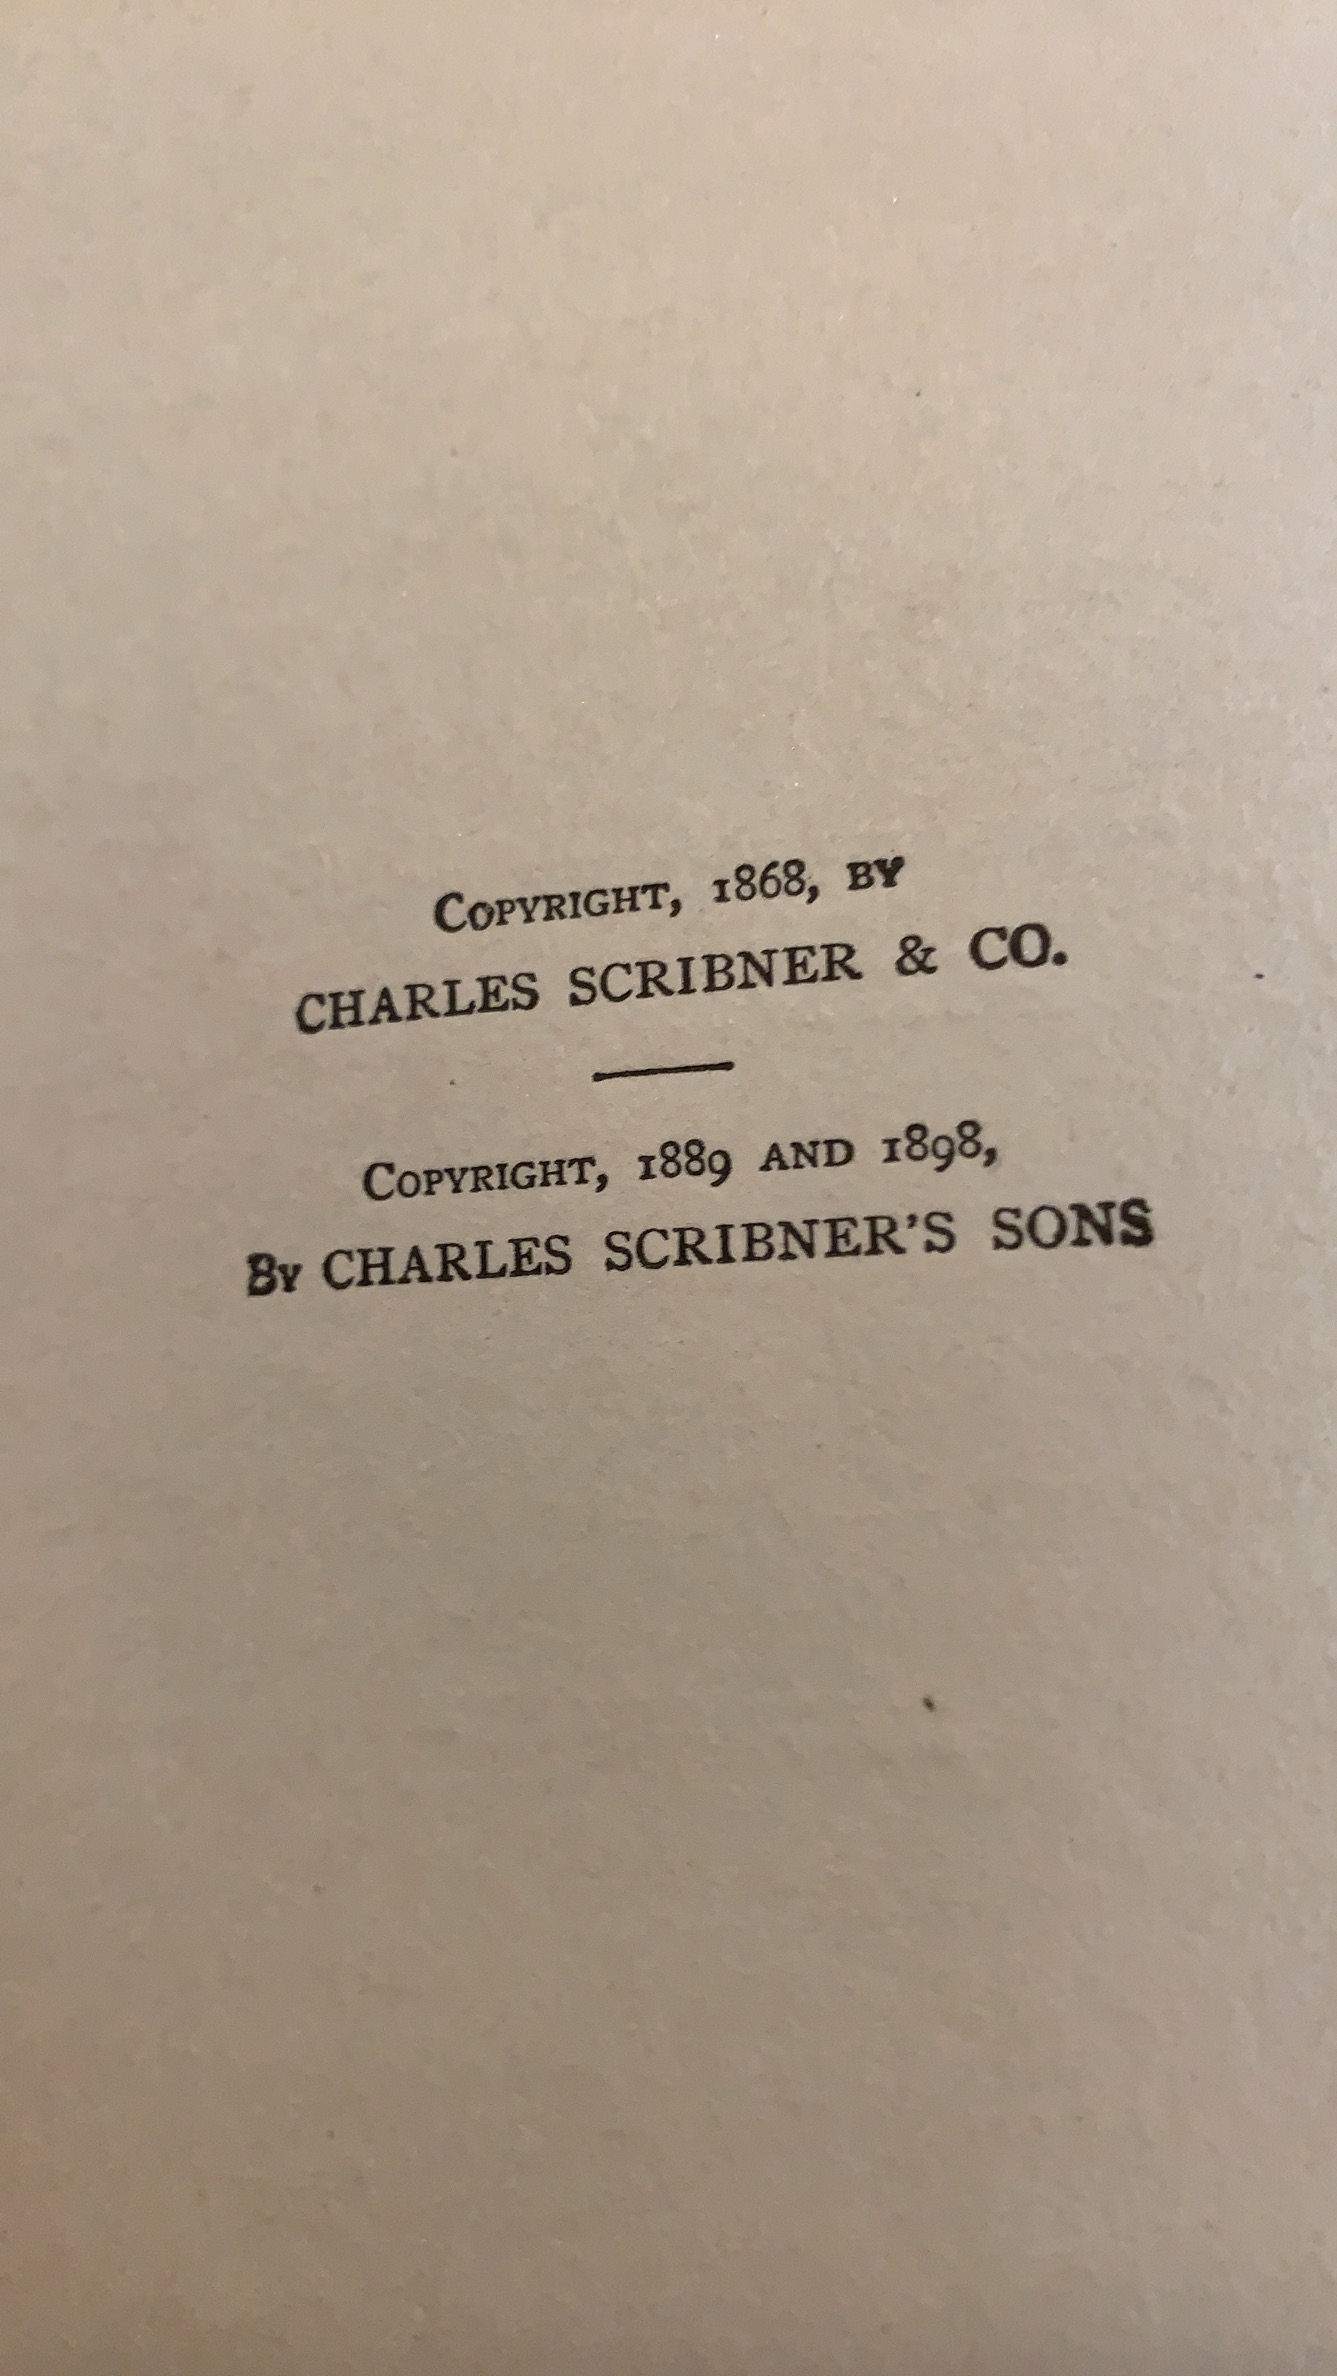 Copyright, 1868, by
CHARLES SCRIBNER & CO.
Copyright, 1889 and 1898,
By CHARLES SCRIBNER'S SONS